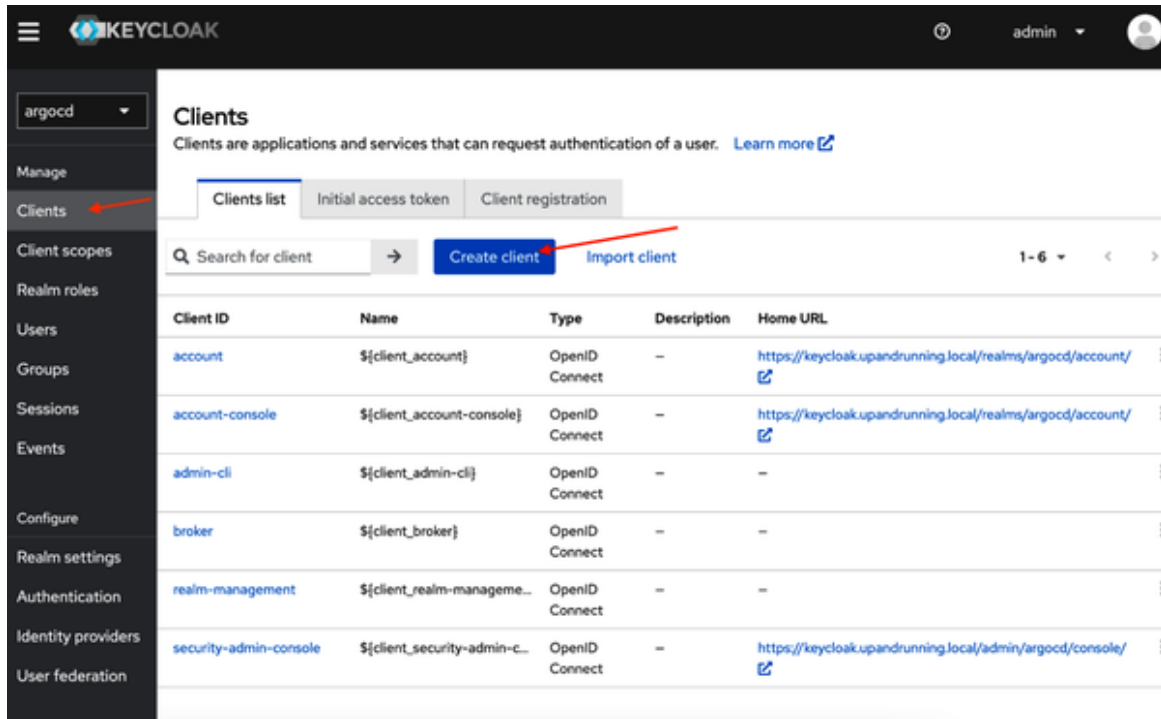 KEYCLOAK
admin
argocd
Manage
Clients
Client scopes
Realm roles
Users
Groups
Sessions
Events
Configure
Realm settings
Authentication
Identity providers
User federation
Clients
Clients are applications and services that can request authentication of a user. Learn more
Clients list Initial access token Client registration
Search for client Create client Import client 1-6
Client ID Name Type Description Home URL
account ${client_account} OpenID – https://keycloak.upandrunning.local/realms/argocd/account/
Connect
account-console ${client_account-console} OpenID – https://keycloak.upandrunning.local/realms/argocd/account/
Connect
admin-cli ${client_admin-cli} OpenID – –
Connect
broker ${client_broker} OpenID – –
Connect
realm-management ${client_realm-manageme... OpenID – –
Connect
security-admin-console ${client_security-admin-c... OpenID – https://keycloak.upandrunning.local/admin/argocd/console/
Connect